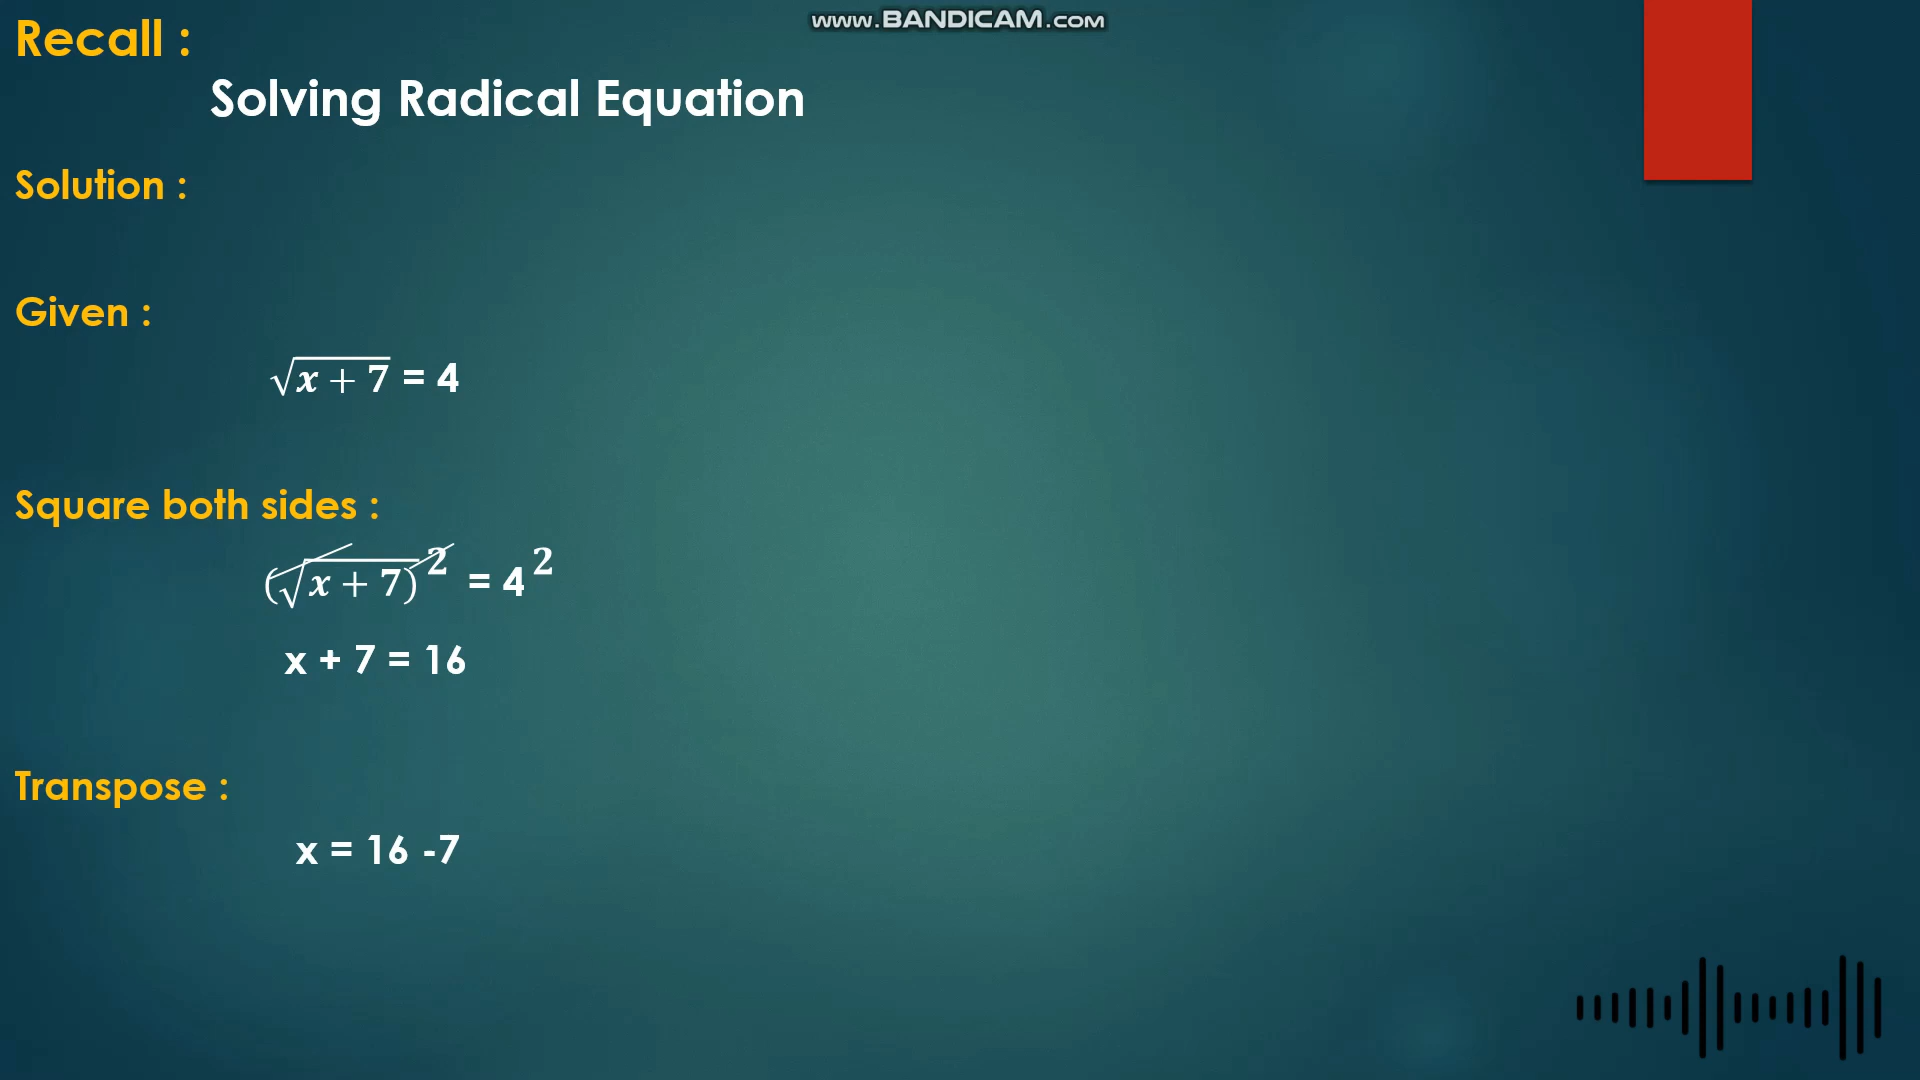 www.BANDICAM.com
Recall :
Solving Radical Equation
Solution :
Given :
√x + 7 = 4
Square both sides :
(√x + 7)² = 4²
x + 7 = 16
Transpose :
x = 16 -7